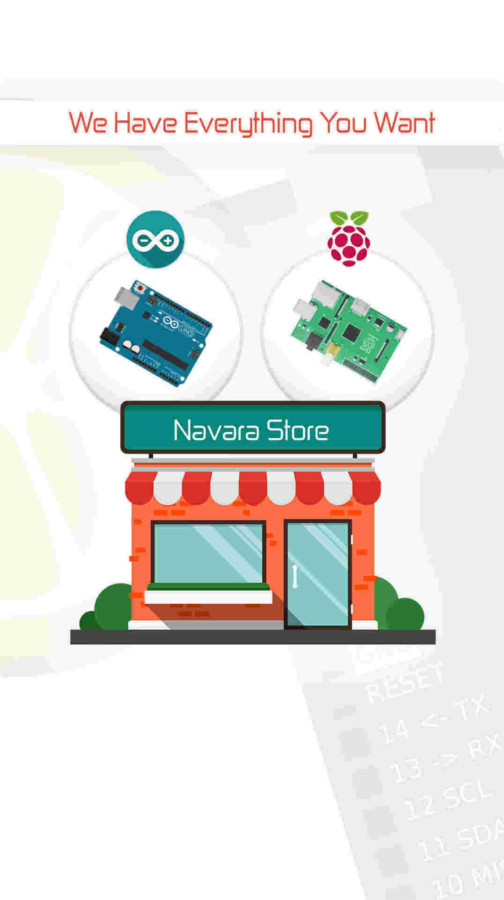 We Have Everything You Want
Navara Store
RESET
14 <- TX
13 -> RX
12 SCL
11 SDA